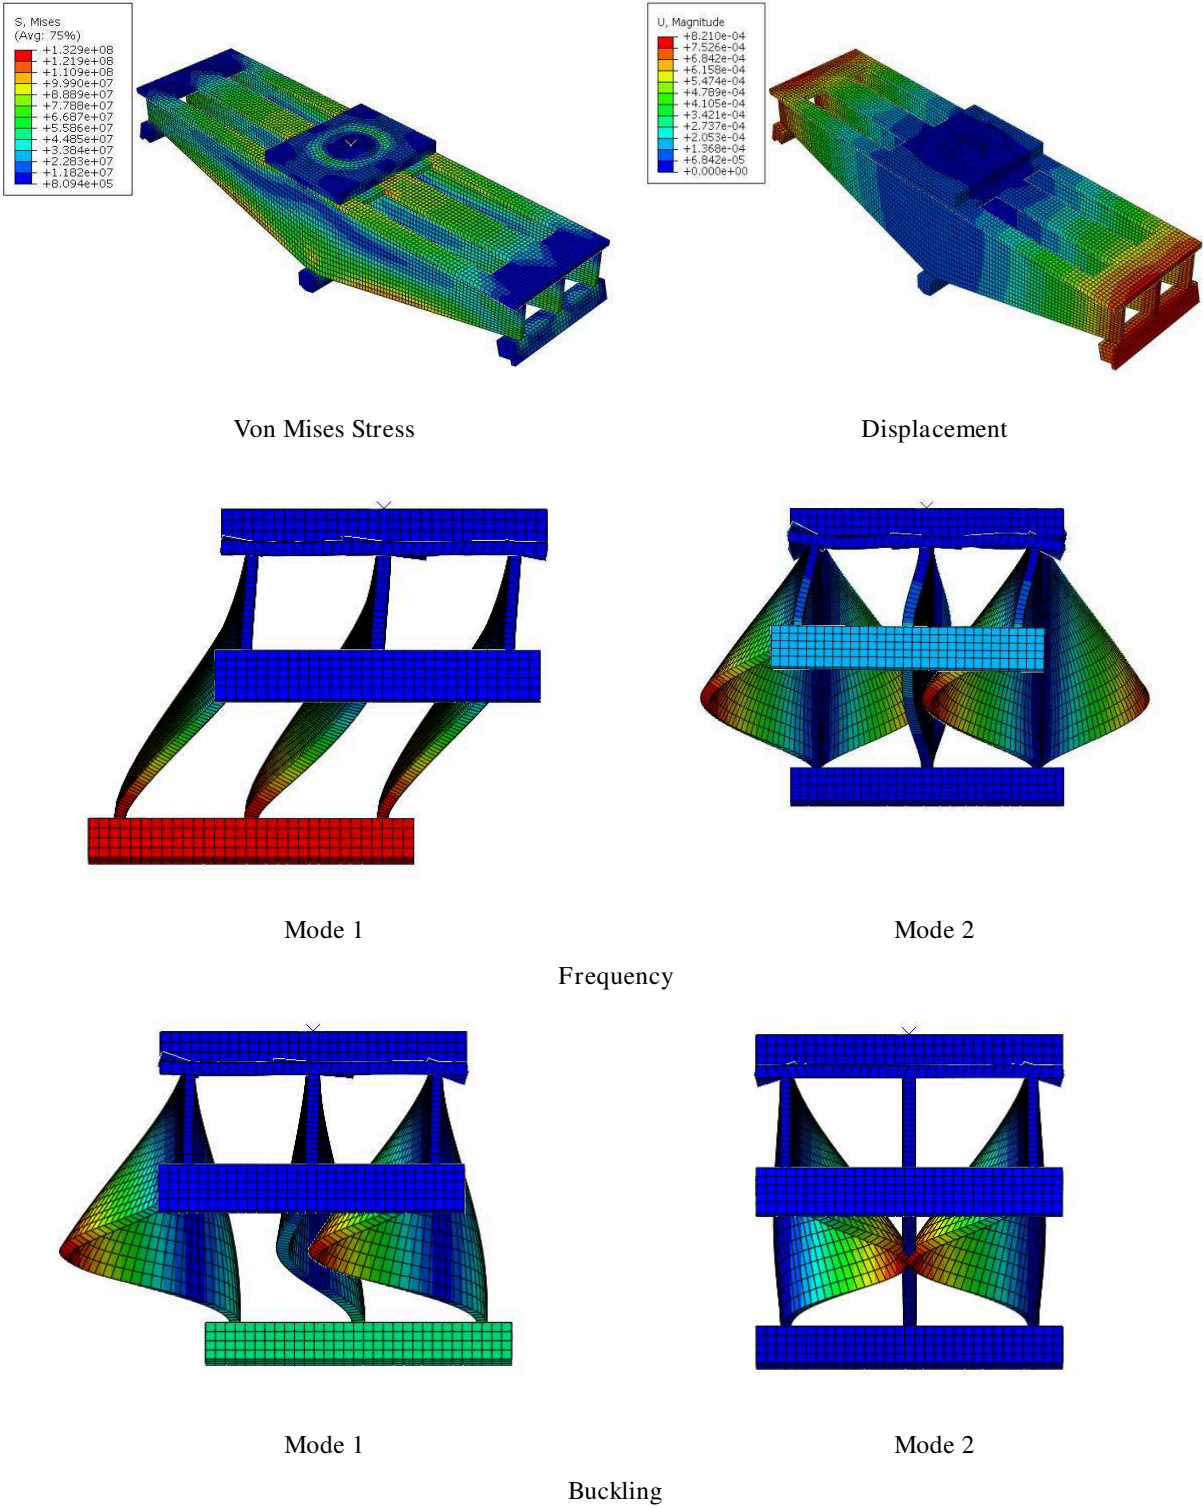 S, Mises
(Avg: 75%)
+1.329e+08
+1.219e+08
+1.109e+08
+9.990e+07
+8.889e+07
+7.788e+07
+6.687e+07
+5.586e+07
+4.485e+07
+3.384e+07
+2.283e+07
+1.182e+07
+8.094e+05
U, Magnitude
+8.210e-04
+7.526e-04
+6.842e-04
+6.158e-04
+5.474e-04
+4.789e-04
+4.105e-04
+3.421e-04
+2.737e-04
+2.053e-04
+1.368e-04
+6.842e-05
+0.000e+00
Von Mises Stress
Displacement
Mode 1
Mode 2
Frequency
Mode 1
Mode 2
Buckling